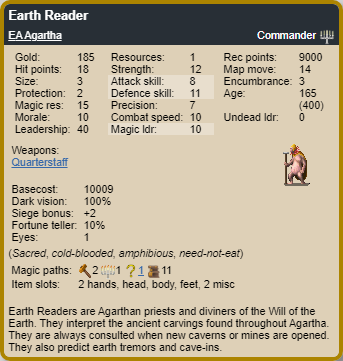 Earth Reader
EA Agartha Commander
Gold: 185 Resources: 1 Rec points: 9000
Hit points: 18 Strength: 12 Map move: 14
Size: 3 Attack skill: 8 Encumbrance: 3
Protection: 2 Defence skill: 11 Age: 165
Magic res: 15 Precision: 7 (400)
Morale: 10 Combat speed: 10 Undead ldr: 0
Leadership: 40 Magic ldr: 10
Weapons:
Quarterstaff
Basecost: 10009
Dark vision: 100%
Siege bonus: +2
Fortune teller: 10%
Eyes: 1
(Sacred, cold-blooded, amphibious, need-not-eat)
Magic paths: 2 1 ? 1 11
Item slots: 2 hands, head, body, feet, 2 misc
Earth Readers are Agarthan priests and diviners of the Will of the
Earth. They interpret the ancient carvings found throughout Agartha.
They are always consulted when new caverns or mines are opened.
They also predict earth tremors and cave-ins.